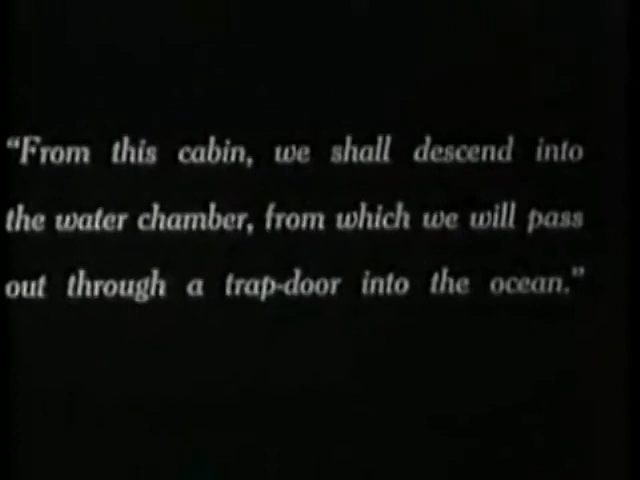 “From this cabin, we shall descend into
the water chamber, from which we will pass
out through a trap-door into the ocean.”